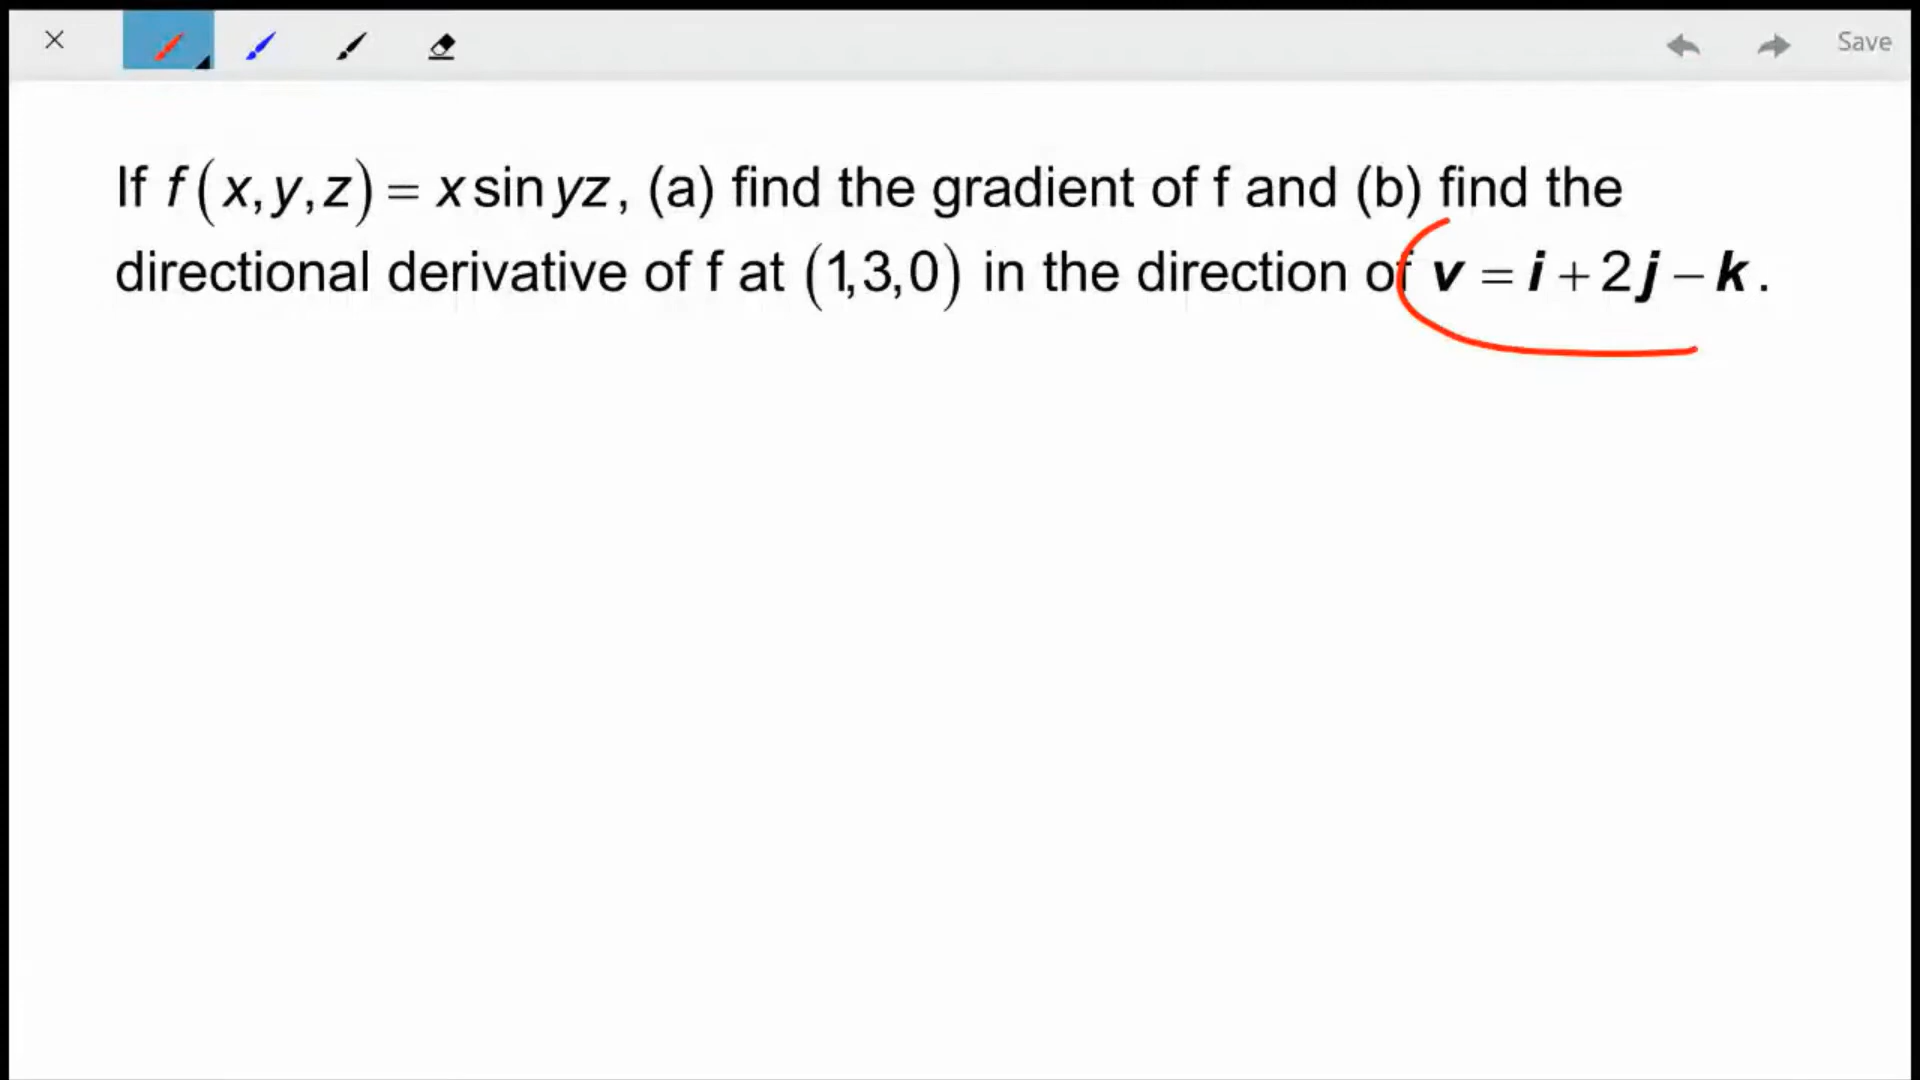 Save
If f(x,y,z) = x sin yz, (a) find the gradient of f and (b) find the
directional derivative of f at (1,3,0) in the direction of v = i + 2j − k.